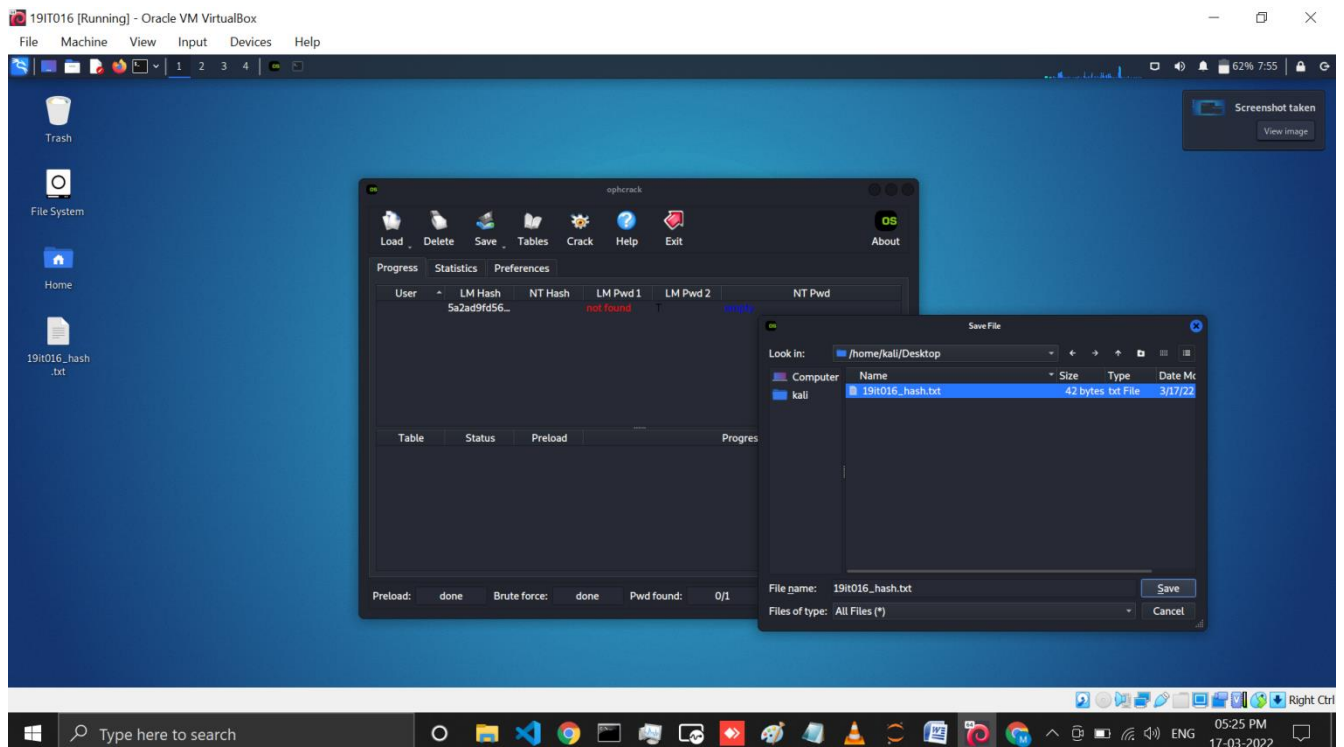 19IT016 [Running] - Oracle VM VirtualBox
File Machine View Input Devices Help
1 2 3 4
62% 7:55
Trash
File System
Home
19it016_hash
.txt
Screenshot taken
View image
ophcrack
Load Delete Save Tables Crack Help Exit
OS
About
Progress Statistics Preferences
User LM Hash NT Hash LM Pwd 1 LM Pwd 2 NT Pwd
5a2ad9fd56... not found empty
Table Status Preload Progres
Preload: done Brute force: done Pwd found: 0/1
Save File
Look in: /home/kali/Desktop
Computer
kali
Name Size Type Date Mo
19it016_hash.txt 42 bytes txt File 3/17/22
File name: 19it016_hash.txt
Save
Files of type: All Files (*)
Cancel
Right Ctrl
Type here to search
ENG
05:25 PM
17-03-2022